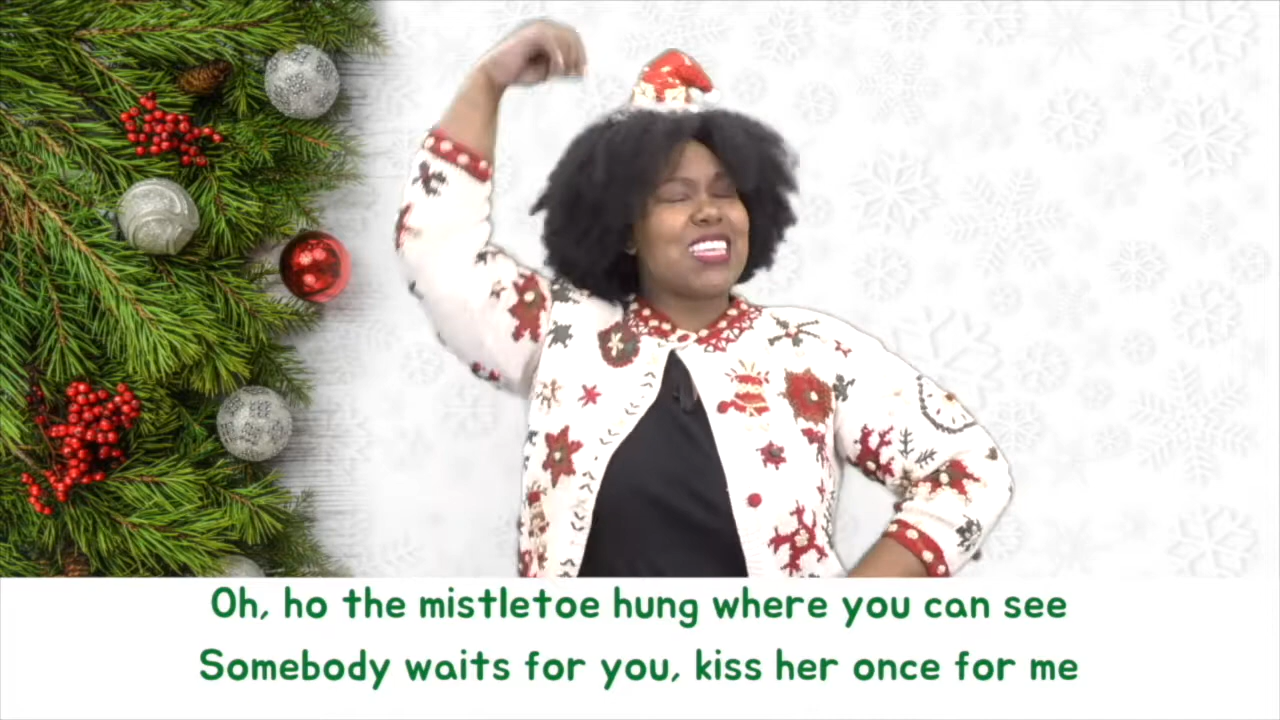 Oh, ho the mistletoe hung where you can see
Somebody waits for you, kiss her once for me